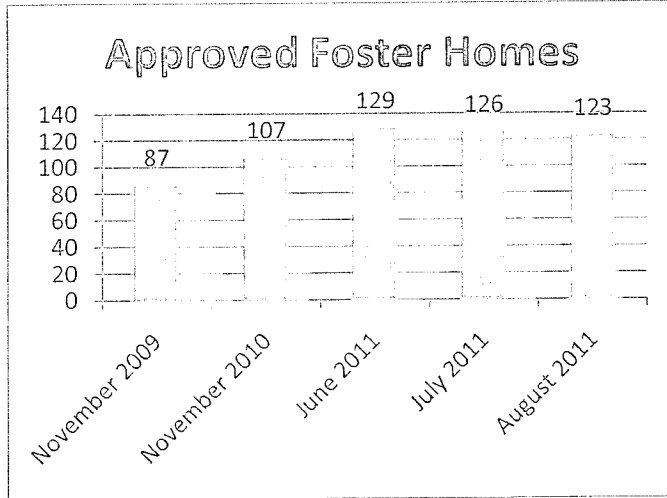 Approved Foster Homes
140
120
100
80
60
40
20
0
87
107
129
126
123
November 2009
November 2010
June 2011
July 2011
August 2011